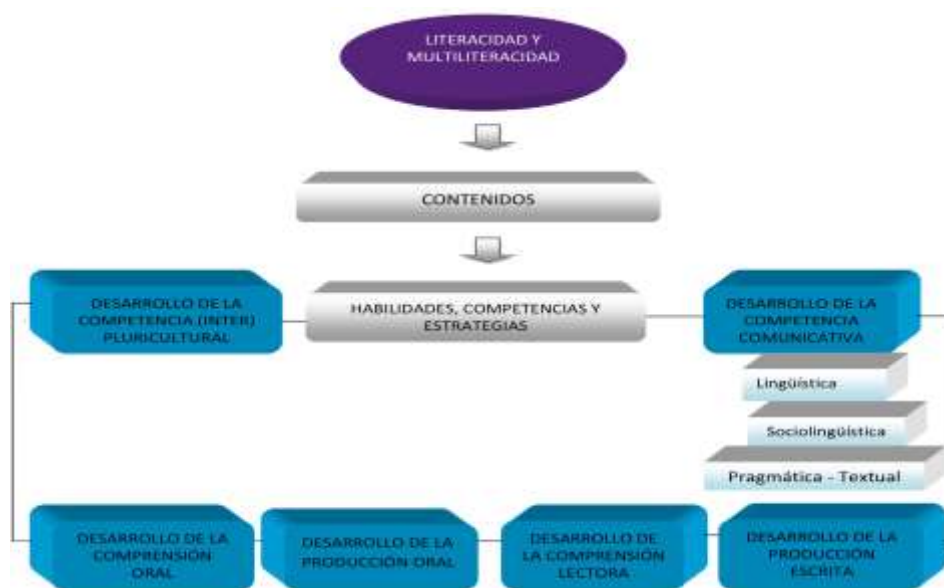 LITERACIDAD Y
MULTILITERACIDAD
CONTENIDOS
DESARROLLO DE LA
COMPETENCIA (INTER)
PLURICULTURAL
HABILIDADES, COMPETENCIAS Y
ESTRATEGIAS
DESARROLLO DE LA
COMPETENCIA
COMUNICATIVA
Lingüística
Sociolingüística
Pragmática - Textual
DESARROLLO DE LA
COMPRENSIÓN
ORAL
DESARROLLO DE LA
PRODUCCIÓN ORAL
DESARROLLO DE
LA COMPRENSIÓN
LECTORA
DESARROLLO DE
LA PRODUCCIÓN
ESCRITA